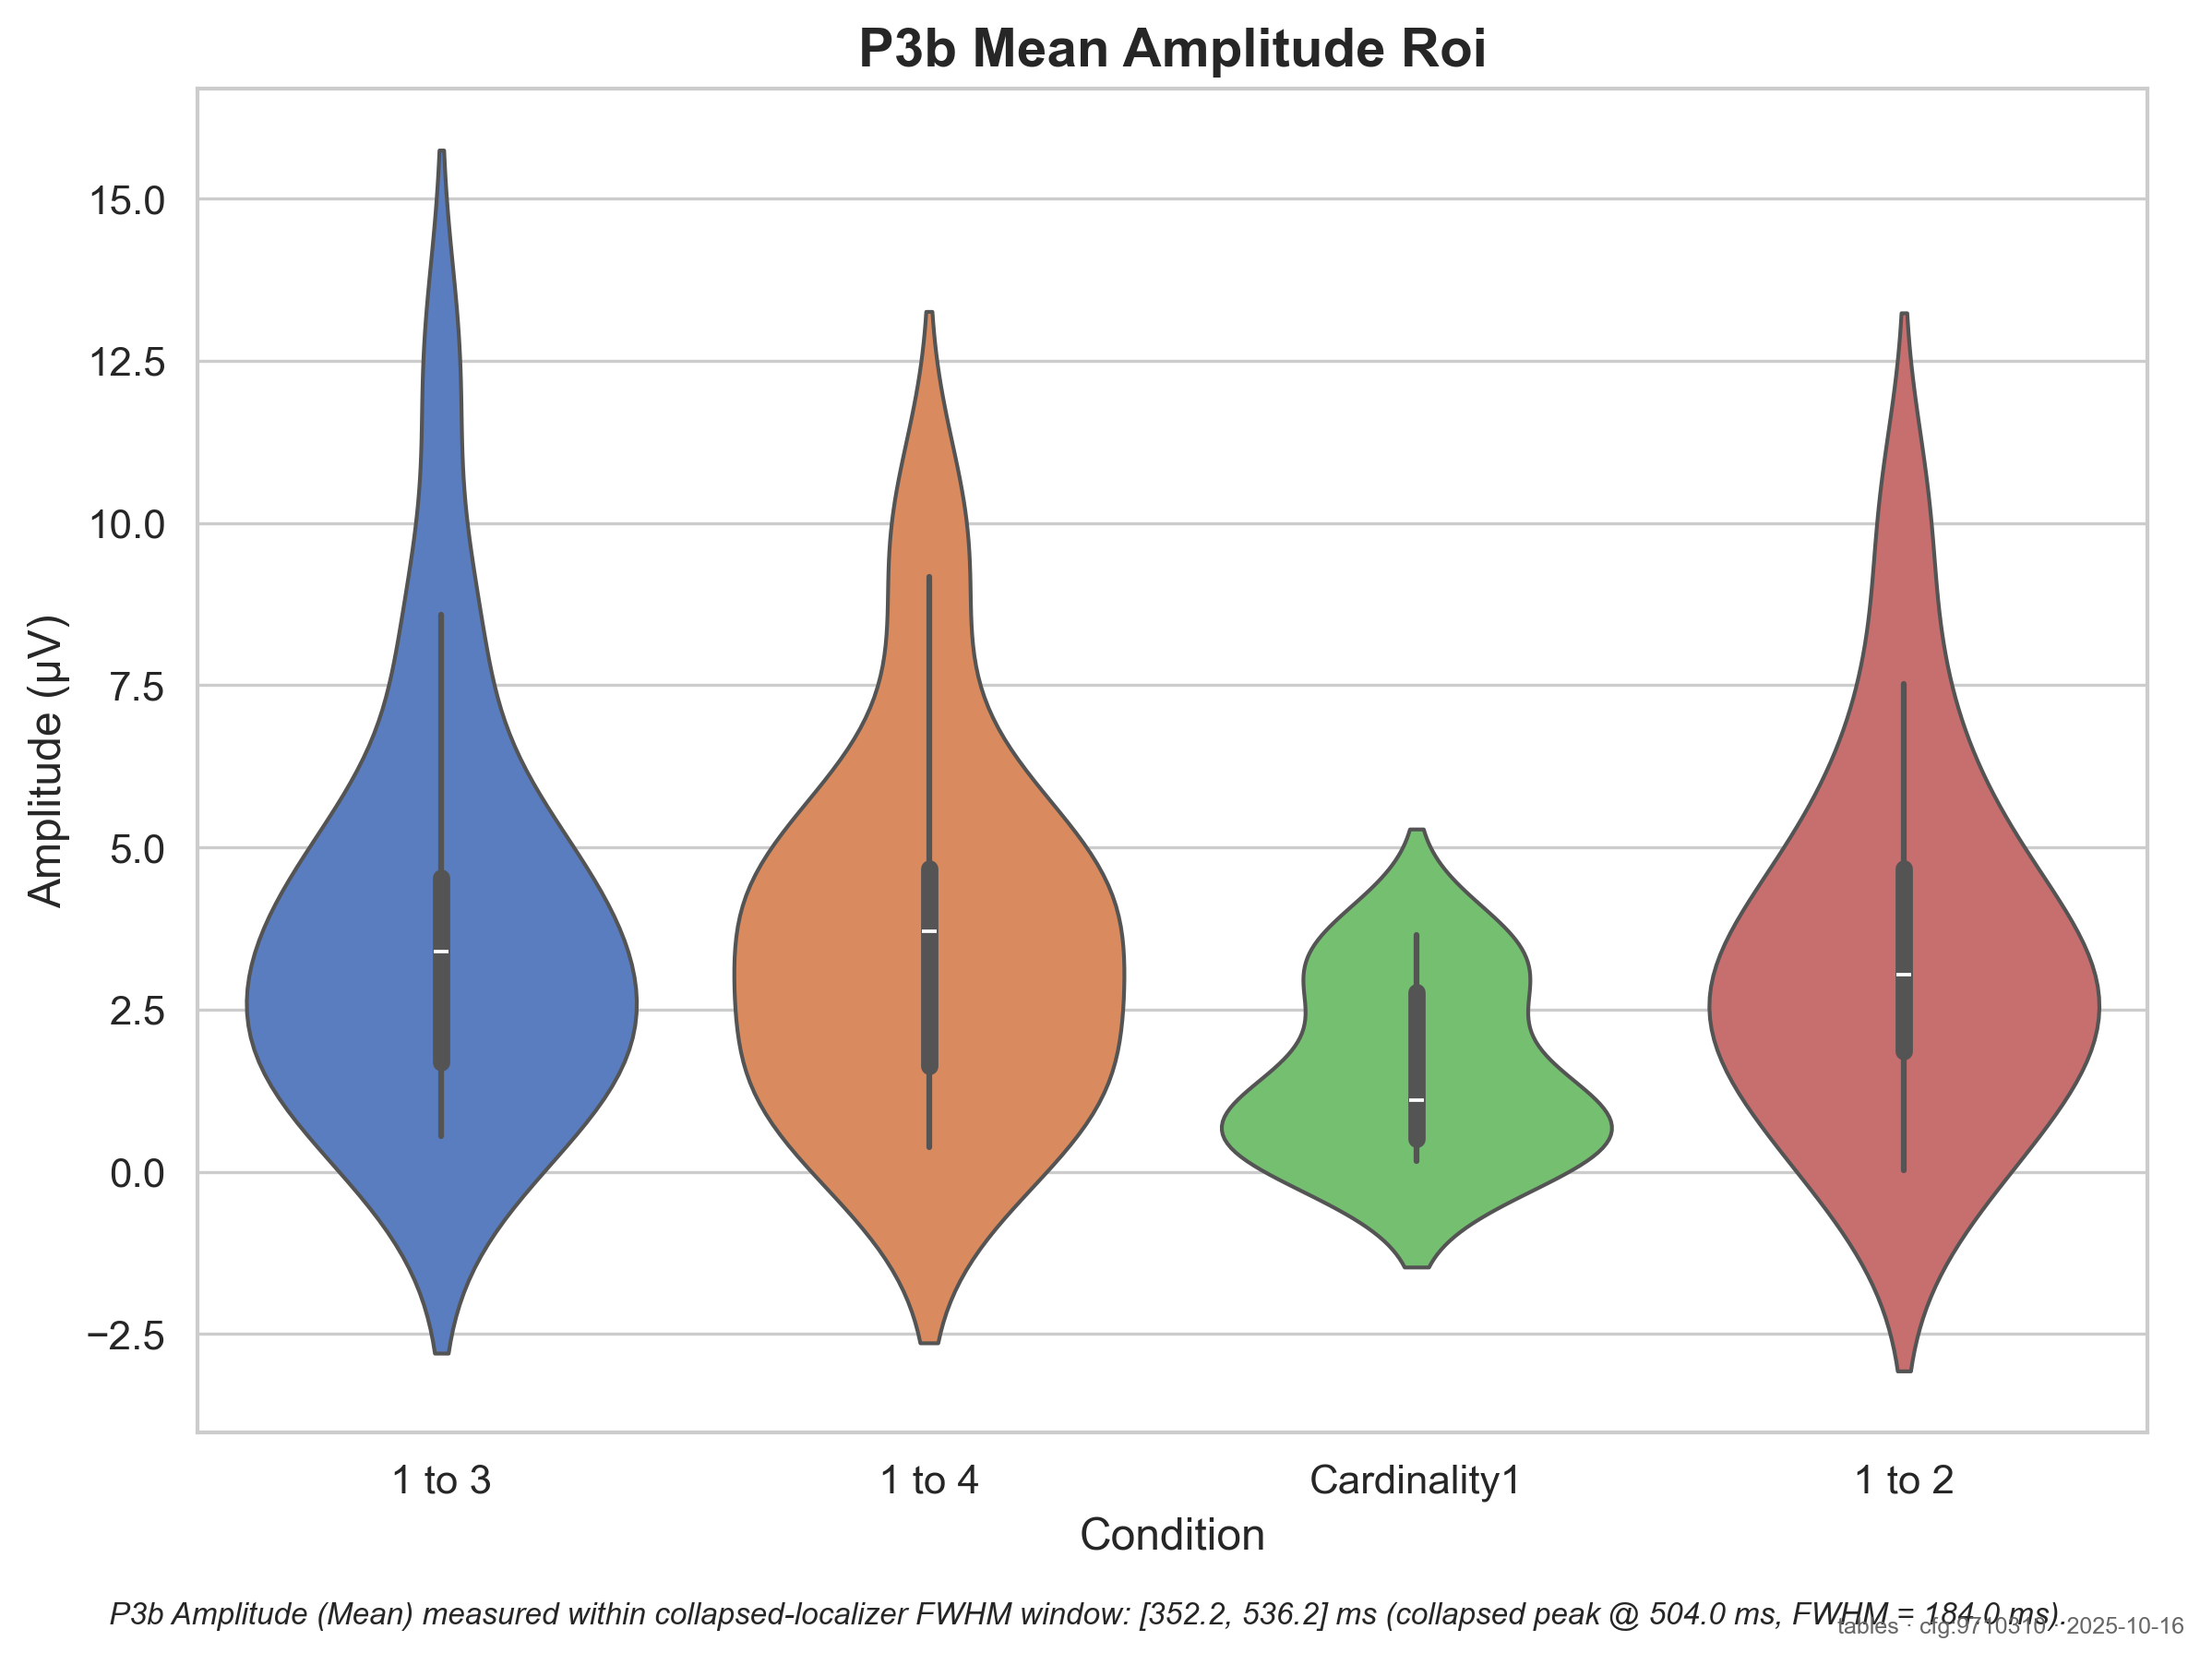 P3b Mean Amplitude Roi
Amplitude (µV)
15.0
12.5
10.0
7.5
5.0
2.5
0.0
−2.5
1 to 3
1 to 4
Cardinality1
1 to 2
Condition
P3b Amplitude (Mean) measured within collapsed-localizer FWHM window: [352.2, 536.2] ms (collapsed peak @ 504.0 ms, FWHM = 184.0 ms).
tables · cfg:9710310 · 2025-10-16